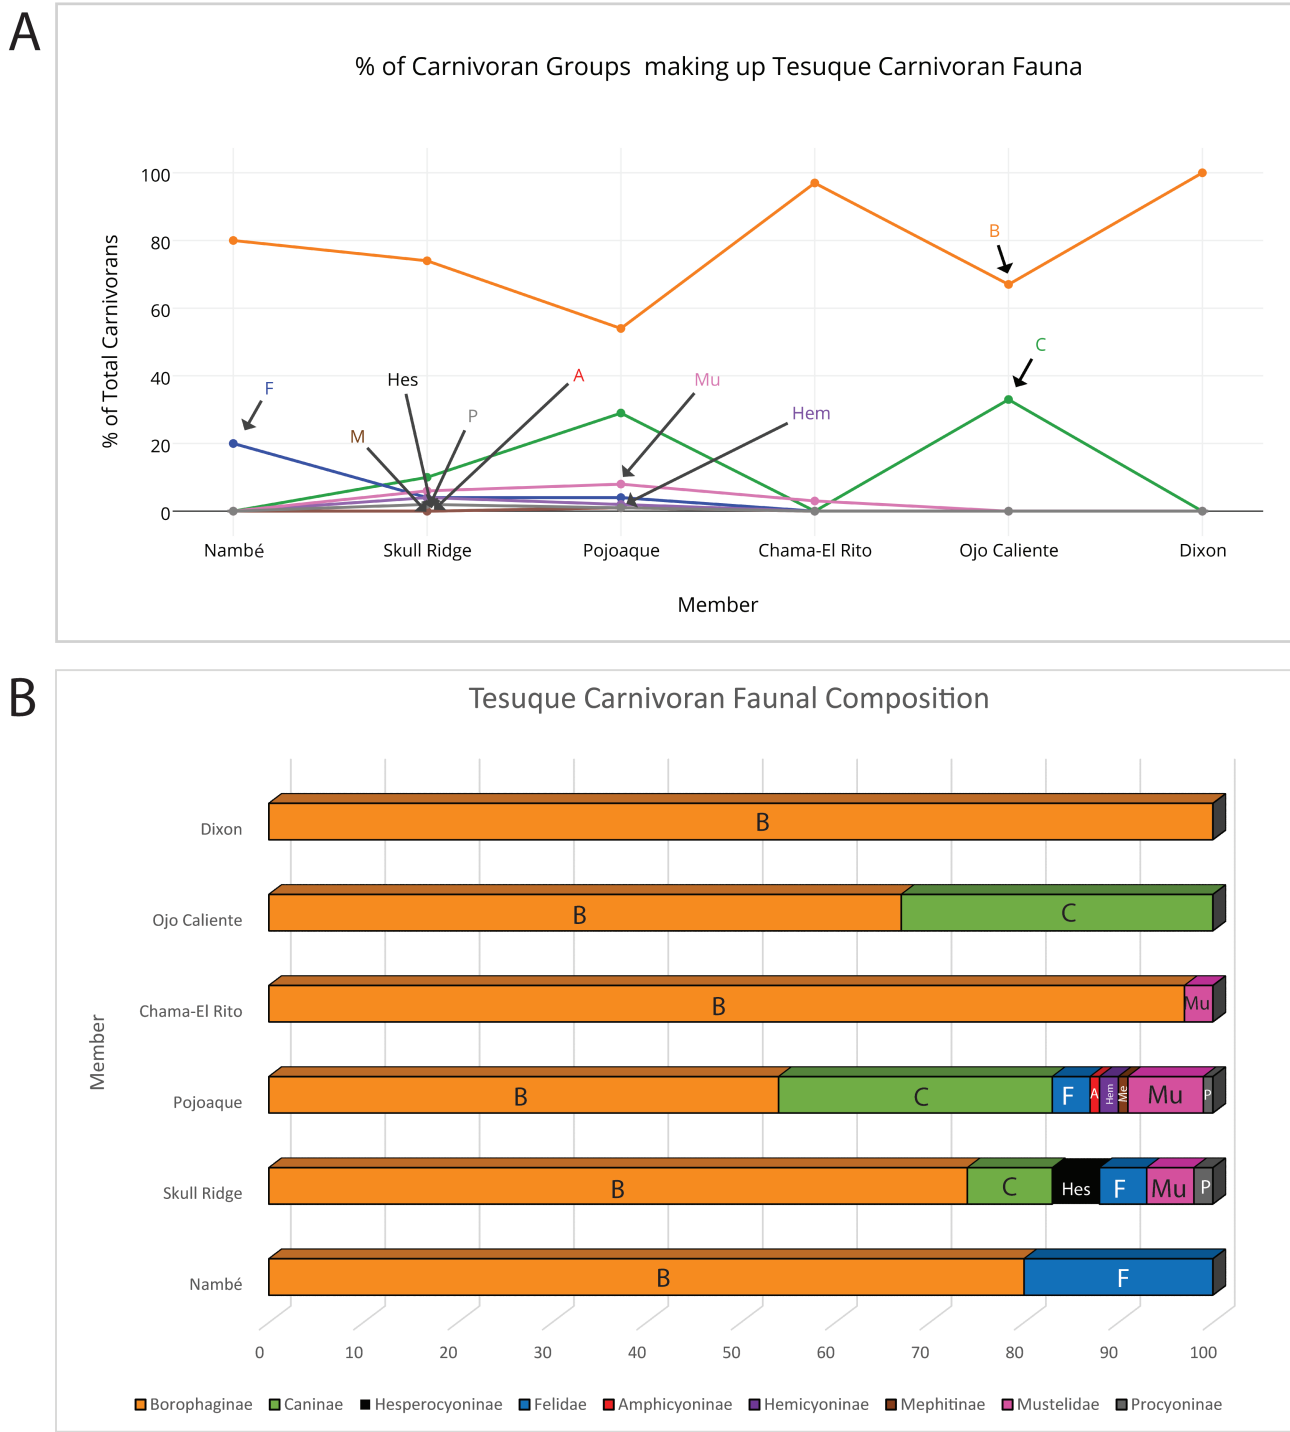 A
% of Carnivoran Groups  making up Tesuque Carnivoran Fauna
% of Total Carnivorans
100
80
60
40
20
0
B
C
F
Hes
A
Mu
P
Hem
M
Nambé Skull Ridge Pojoaque Chama-El Rito Ojo Caliente Dixon
Member
B
Tesuque Carnivoran Faunal Composition
Member
Dixon B
Ojo Caliente B C
Chama-El Rito B Mu
Pojoaque B C F A Hem Me Mu P
Skull Ridge B C Hes F Mu P
Nambé B F
0 10 20 30 40 50 60 70 80 90 100
Borophaginae Caninae Hesperocyoninae Felidae Amphicyoninae Hemicyoninae Mephitinae Mustelidae Procyoninae